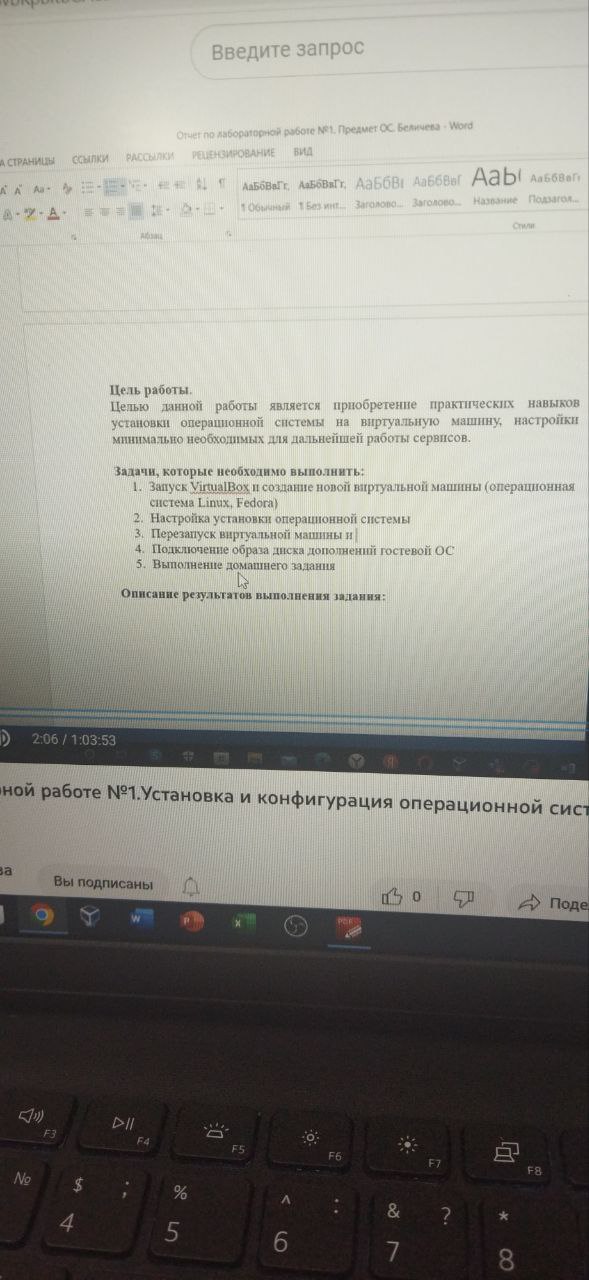 Введите запрос
Отчет по лабораторной работе №1. Предмет ОС. Беличева - Word
А СТРАНИЦЫ ССЫЛКИ РАССЫЛКИ РЕЦЕНЗИРОВАНИЕ ВИД
Aa АаБбВвГг, АаБбВвГг, АаБбВı АаБбВвГ АаЫ АаБбВвГı
¶ Обычный ¶ Без инт... Заголово... Заголово... Название Подзагол...
Абзац Стили
Цель работы.
Целью данной работы является приобретение практических навыков
установки операционной системы на виртуальную машину, настройки
минимально необходимых для дальнейшей работы сервисов.
Задачи, которые необходимо выполнить:
1. Запуск VirtualBox и создание новой виртуальной машины (операционная
система Linux, Fedora)
2. Настройка установки операционной системы
3. Перезапуск виртуальной машины и
4. Подключение образа диска дополнений гостевой ОС
5. Выполнение домашнего задания
Описание результатов выполнения задания:
2:06 / 1:03:53
ной работе №1.Установка и конфигурация операционной сист
ва Вы подписаны 0 Поде
PDF
F3 F4 F5 F6 F7 F8
№ $ ; % ^ : & ? *
4 5 6 7 8